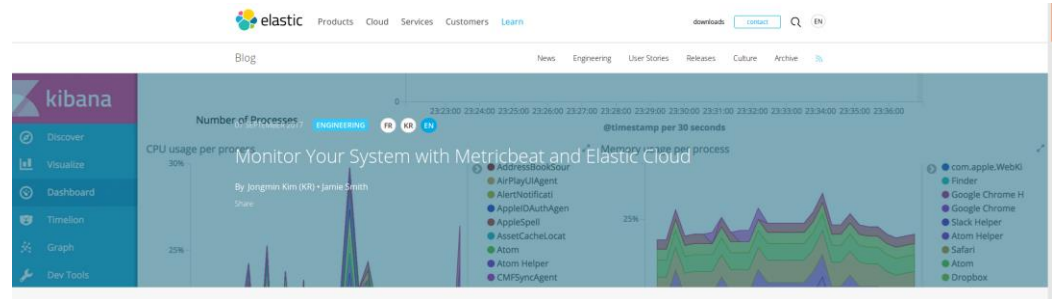 elastic Products Cloud Services Customers Learn downloads contact EN
Blog News Engineering User Stories Releases Culture Archive
kibana
Discover
Visualize
Dashboard
Timelion
Graph
Dev Tools
0
23:23:00 23:24:00 23:25:00 23:26:00 23:27:00 23:28:00 23:29:00 23:30:00 23:31:00 23:32:00 23:33:00 23:34:00 23:35:00 23:36:00
@timestamp per 30 seconds
Number of Processes
SEPTEMBER 2017 ENGINEERING FR KR EN
Monitor Your System with Metricbeat and Elastic Cloud
By Jongmin Kim (KR) • Jamie Smith
Share
CPU usage per process
30%
25%
AddressBookSour
AirPlayUIAgent
AlertNotificati
AppleIDAuthAgen
AppleSpell
AssetCacheLocat
Atom
Atom Helper
CMFSyncAgent
Memory usage per process
25%
com.apple.WebKi
Finder
Google Chrome H
Google Chrome
Slack Helper
Atom Helper
Safari
Atom
Dropbox